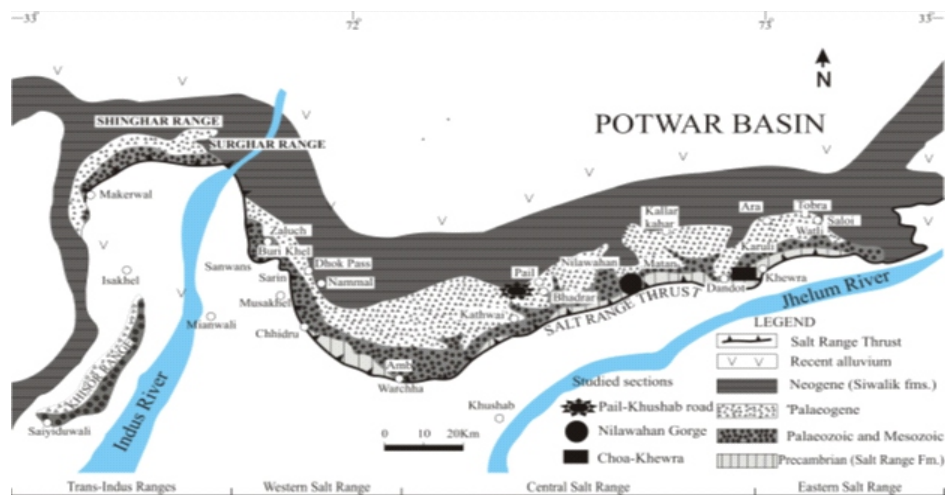 33
72
73
33
N
SHINGHAR RANGE
SURGHAR RANGE
POTWAR BASIN
Makerwal
Isakhel
Mianwali
KHISOR RANGE
Saiyiduwali
Indus River
Zaluch
Buri Khel
Sanwans
Sarin
Dhok Pass
Nammal
Musakhel
Chhidru
Amb
Warchha
Kathwai
Pail
Bhadrar
Nilawahan
Kallar
kahar
Matan
SALT RANGE THRUST
Ara
Tobra
Saloi
Watli
Karuli
Dandot
Khewra
Jhelum River
Khushab
0 10 20Km
Studied sections
Pail-Khushab road
Nilawahan Gorge
Choa-Khewra
LEGEND
Salt Range Thrust
Recent alluvium
Neogene (Siwalik fms.)
Palaeogene
Palaeozoic and Mesozoic
Precambrian (Salt Range Fm.)
Trans-Indus Ranges
Western Salt Range
Central Salt Range
Eastern Salt Range